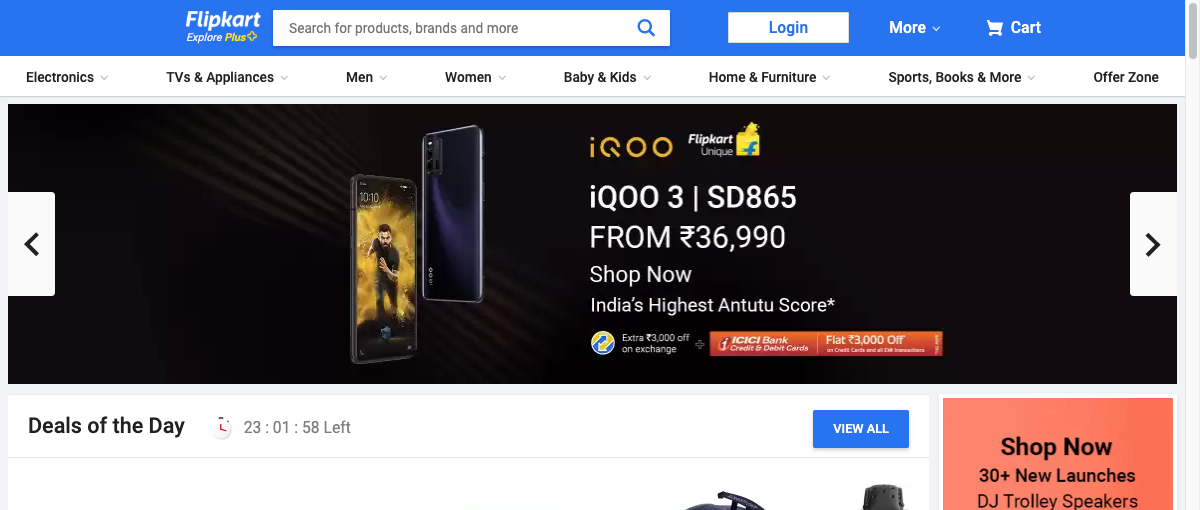 Flipkart
Explore Plus
Search for products, brands and more
Login
More
Cart
Electronics
TVs & Appliances
Men
Women
Baby & Kids
Home & Furniture
Sports, Books & More
Offer Zone
iQOO
Flipkart
Unique
iQOO 3 | SD865
FROM ₹36,990
Shop Now
India's Highest Antutu Score*
10:10
iQOO
Extra ₹3,000 off
on exchange
+
ICICI Bank
Credit & Debit Cards
Flat ₹3,000 Off*
on Credit Cards and all EMI transactions
Deals of the Day
23 : 01 : 58 Left
VIEW ALL
Shop Now
30+ New Launches
DJ Trolley Speakers